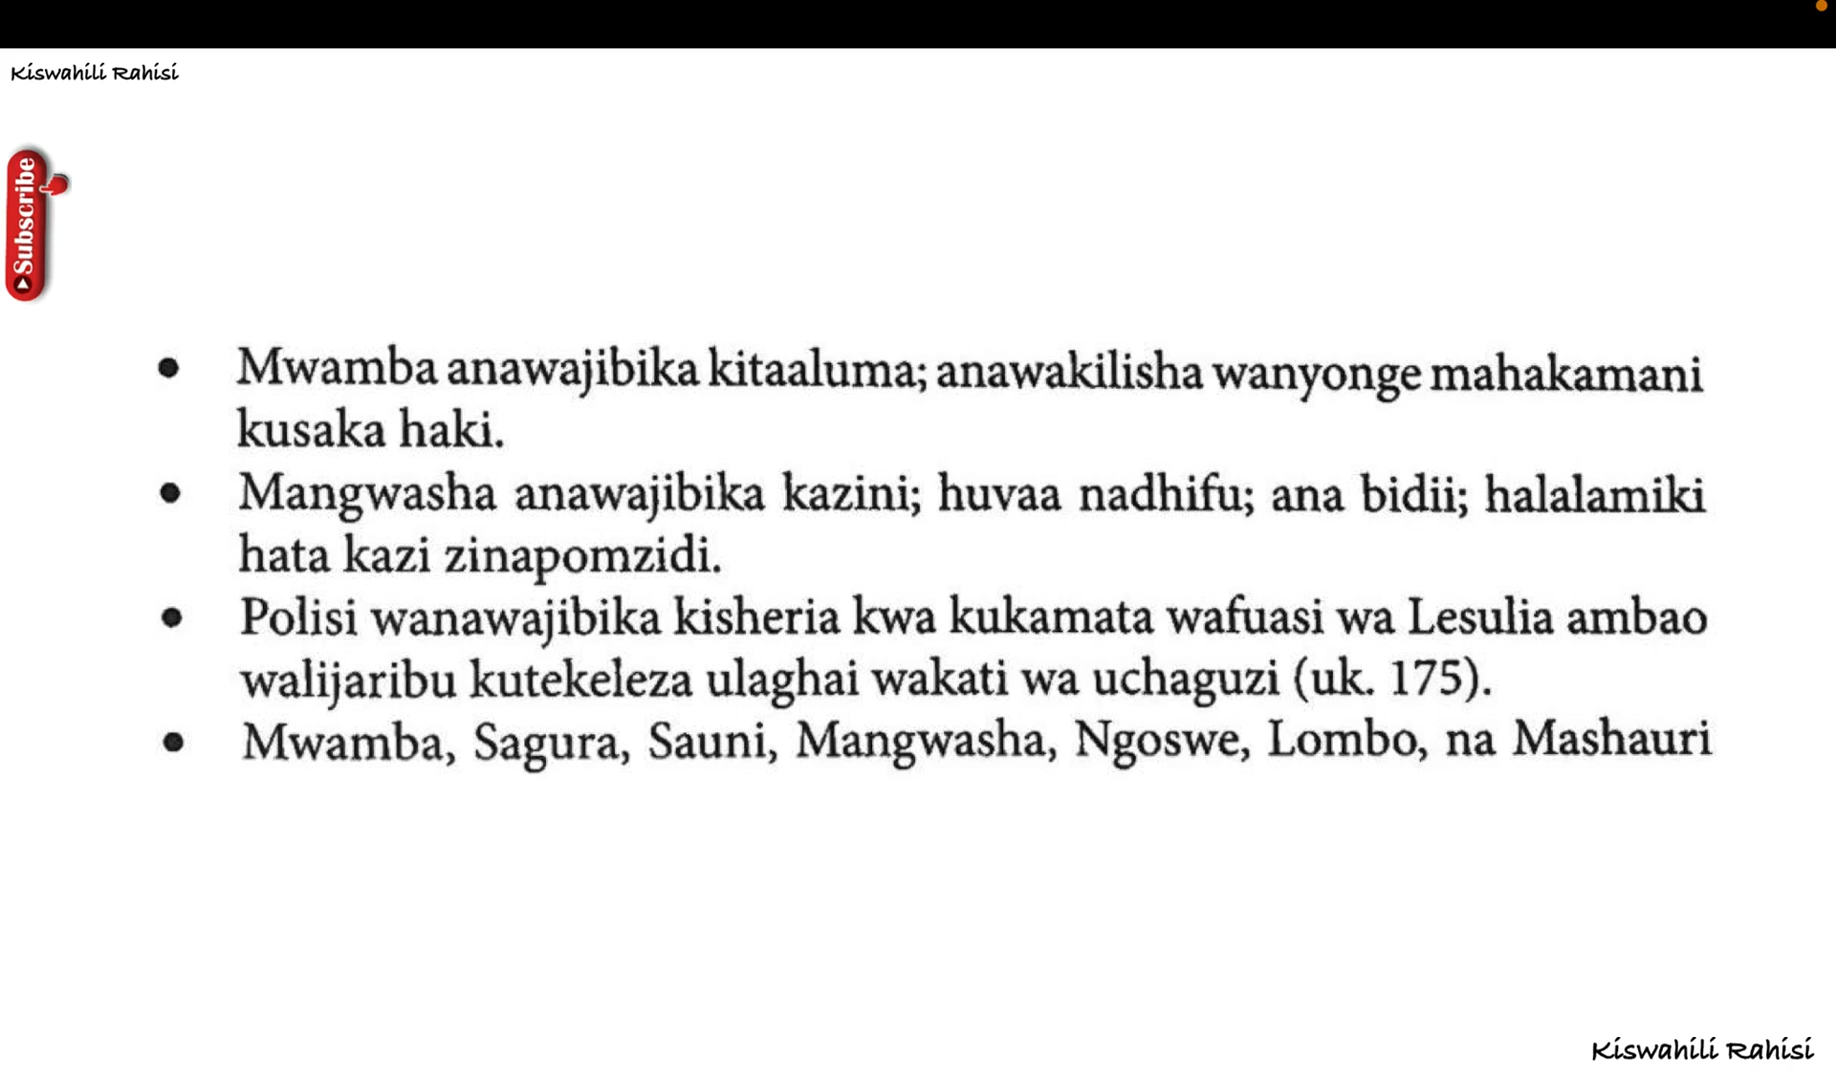 Kiswahili Rahisi
Subscribe
• Mwamba anawajibika kitaaluma; anawakilisha wanyonge mahakamani
kusaka haki.
• Mangwasha anawajibika kazini; huvaa nadhifu; ana bidii; halalamiki
hata kazi zinapomzidi.
• Polisi wanawajibika kisheria kwa kukamata wafuasi wa Lesulia ambao
walijaribu kutekeleza ulaghai wakati wa uchaguzi (uk. 175).
• Mwamba, Sagura, Sauni, Mangwasha, Ngoswe, Lombo, na Mashauri
Kiswahili Rahisi